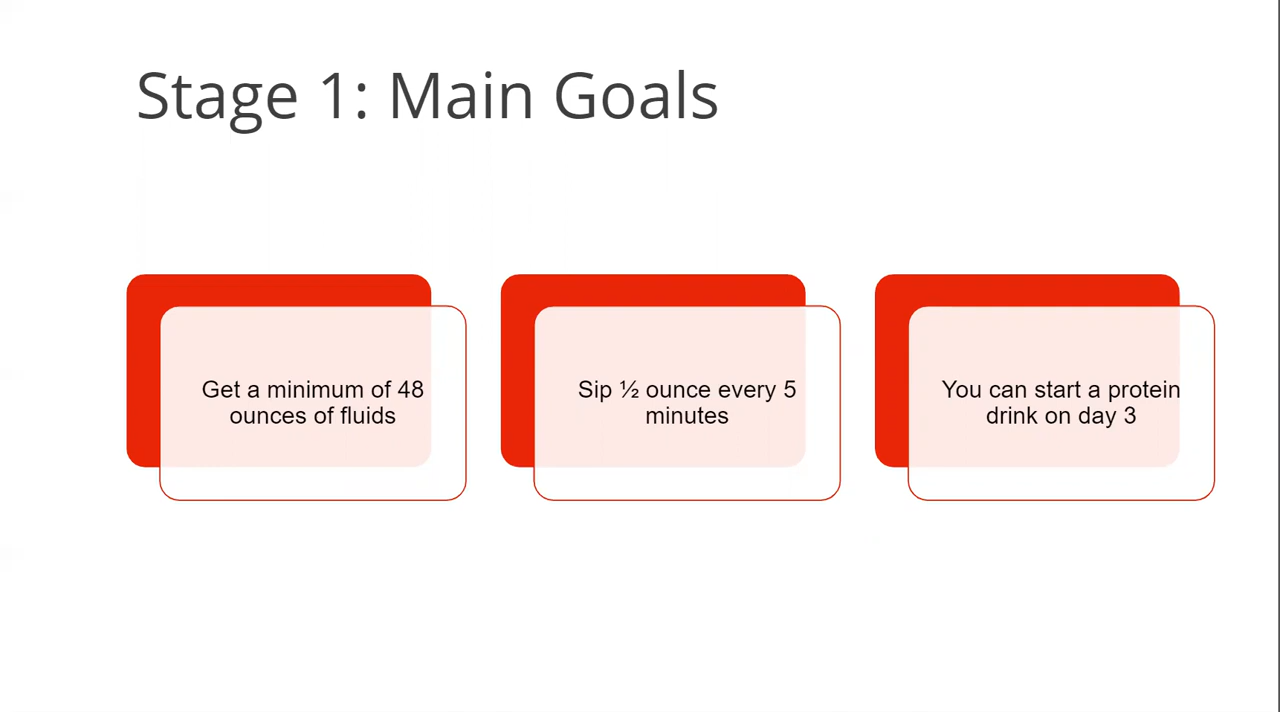 Stage 1: Main Goals
Get a minimum of 48
ounces of fluids
Sip ½ ounce every 5
minutes
You can start a protein
drink on day 3